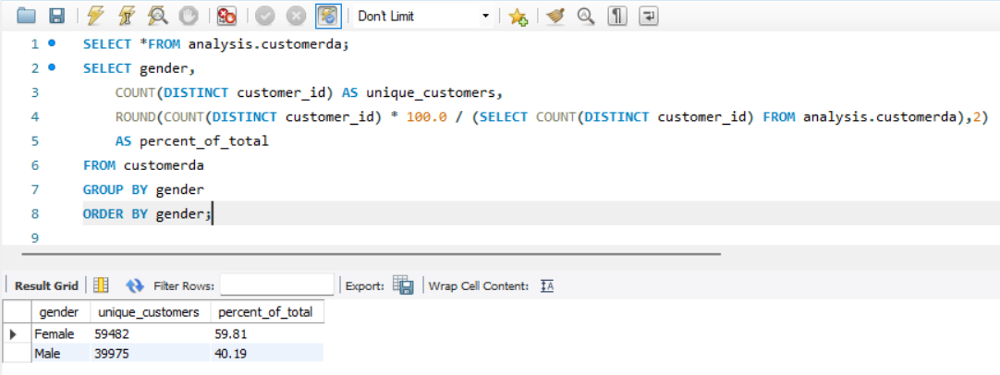 Don't Limit
1 SELECT *FROM analysis.customerda;
2 SELECT gender,
3 COUNT(DISTINCT customer_id) AS unique_customers,
4 ROUND(COUNT(DISTINCT customer_id) * 100.0 / (SELECT COUNT(DISTINCT customer_id) FROM analysis.customerda),2)
5 AS percent_of_total
6 FROM customerda
7 GROUP BY gender
8 ORDER BY gender;
9
Result Grid Filter Rows: Export: Wrap Cell Content:
gender unique_customers percent_of_total
Female 59482 59.81
Male 39975 40.19